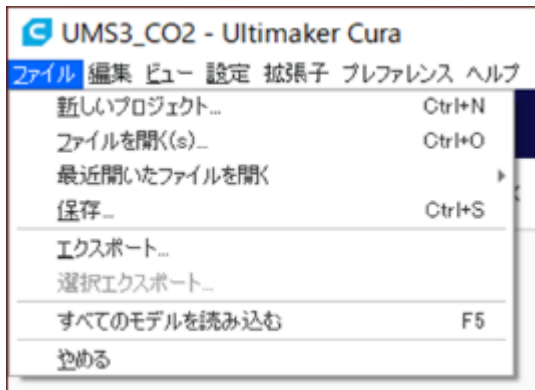 UMS3_CO2 - Ultimaker Cura
ファイル 編集 ビュー 設定 拡張子 プレファレンス ヘルプ
新しいプロジェクト... Ctrl+N
ファイルを開く(s)... Ctrl+O
最近開いたファイルを開く
保存... Ctrl+S
エクスポート...
選択エクスポート...
すべてのモデルを読み込む F5
やめる